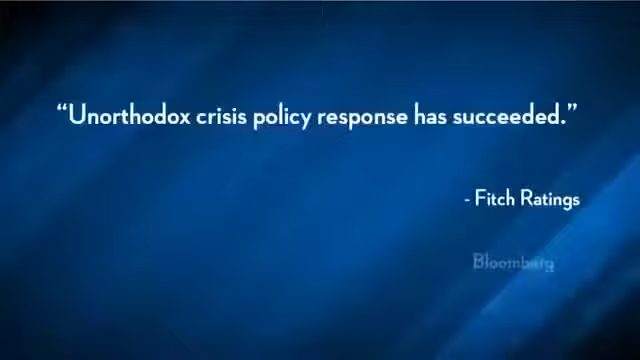 “Unorthodox crisis policy response has succeeded.”
- Fitch Ratings
Bloomberg